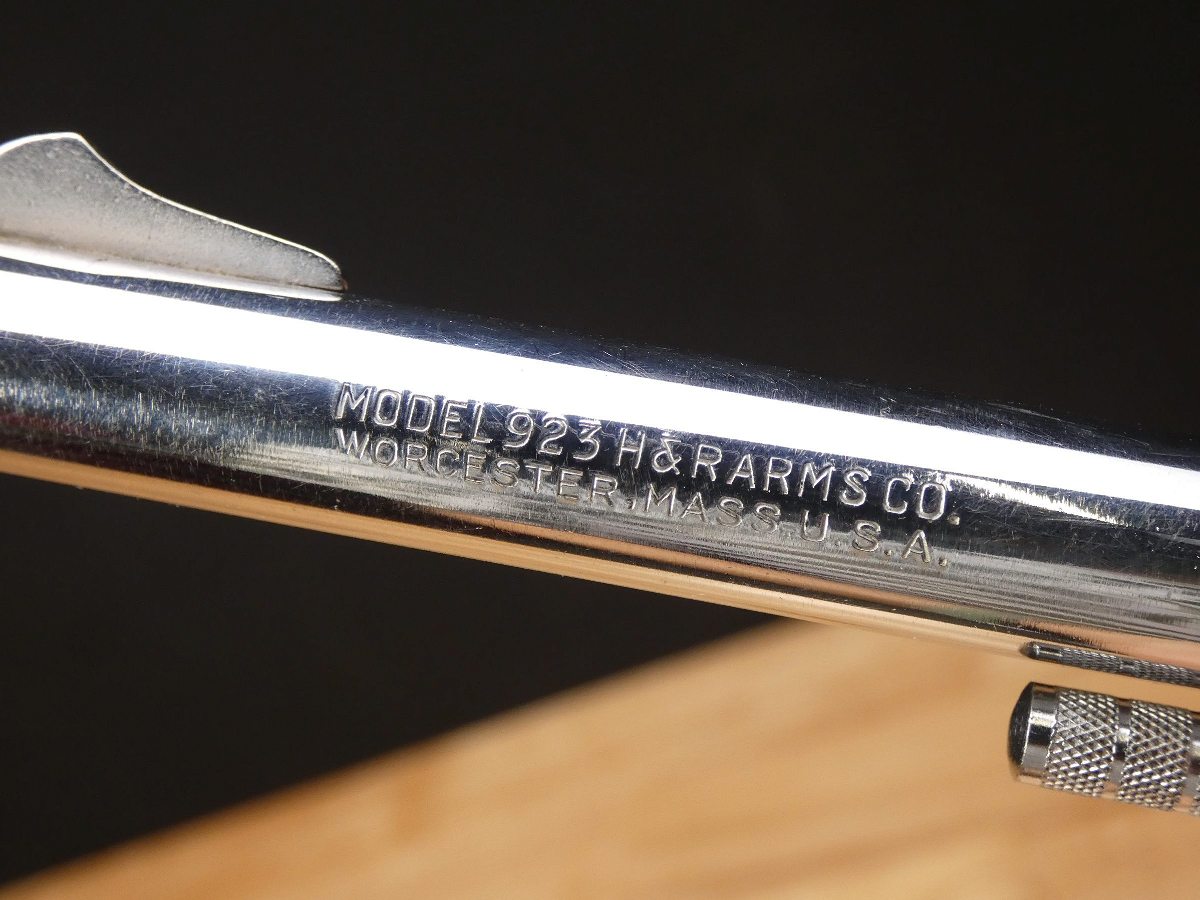 MODEL 923 H&R ARMS CO.
WORCESTER, MASS. U.S.A.